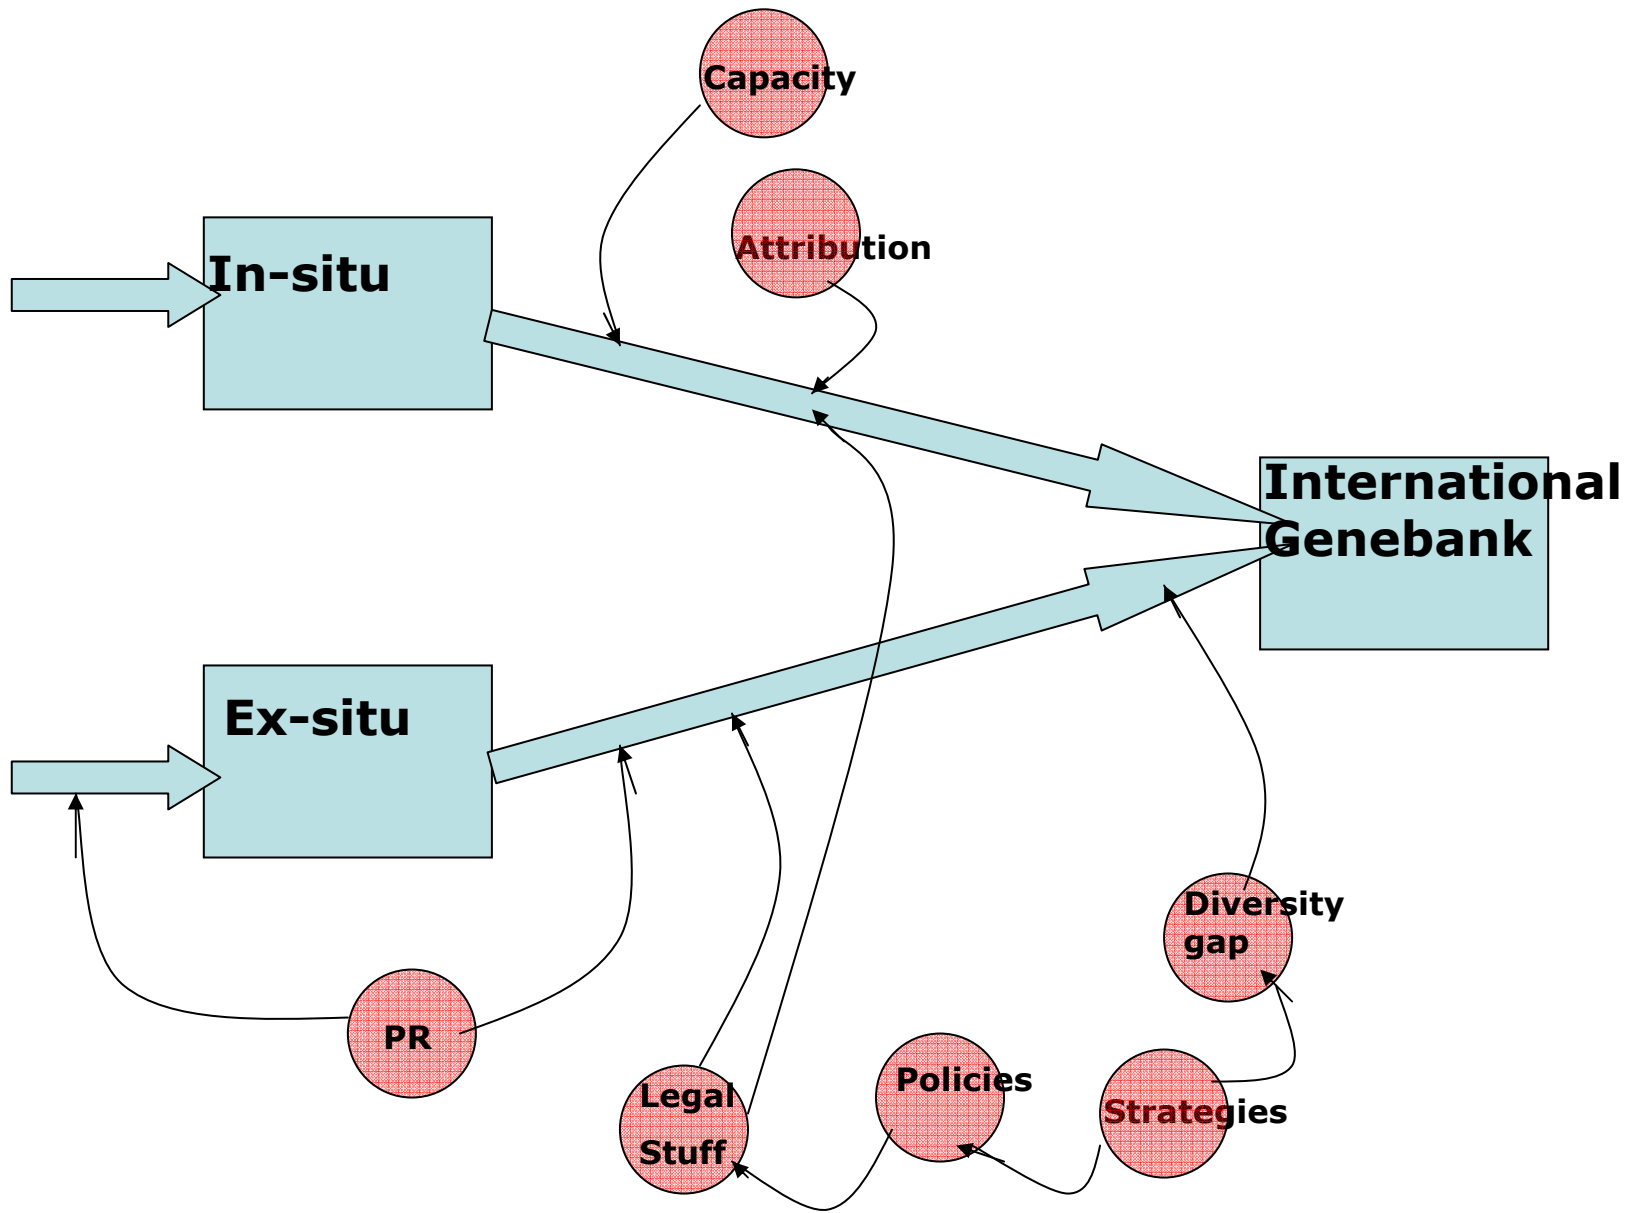 Capacity
Attribution
In-situ
International
Genebank
Ex-situ
Diversity
gap
PR
Legal
Stuff
Policies
Strategies